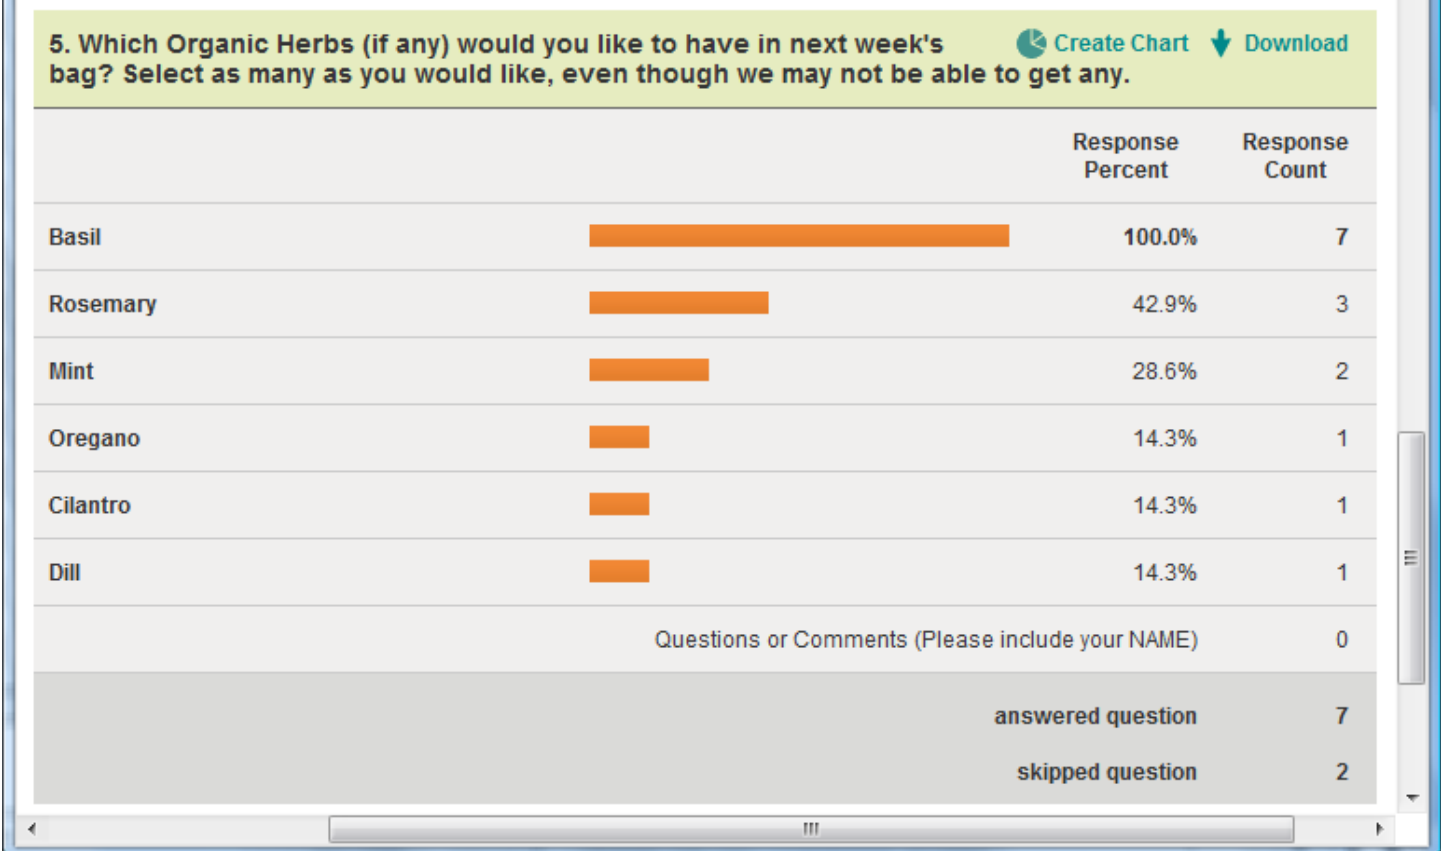 5. Which Organic Herbs (if any) would you like to have in next week's
bag? Select as many as you would like, even though we may not be able to get any.
Create Chart Download
Response Percent
Response Count
Basil 100.0% 7
Rosemary 42.9% 3
Mint 28.6% 2
Oregano 14.3% 1
Cilantro 14.3% 1
Dill 14.3% 1
Questions or Comments (Please include your NAME) 0
answered question 7
skipped question 2